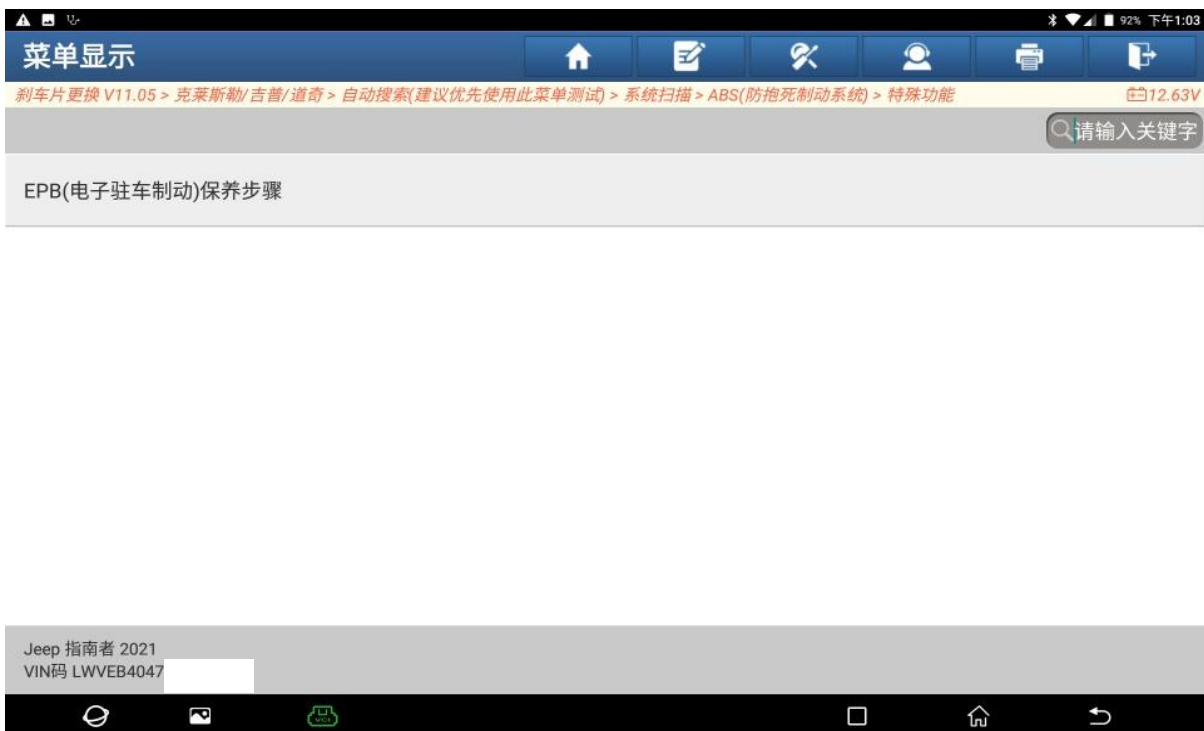 92% 下午1:03
菜单显示
刹车片更换 V11.05 > 克莱斯勒/吉普/道奇 > 自动搜索(建议优先使用此菜单测试) > 系统扫描 > ABS(防抱死制动系统) > 特殊功能 12.63V
请输入关键字
EPB(电子驻车制动)保养步骤
Jeep 指南者 2021
VIN码 LWVEB4047
VCI